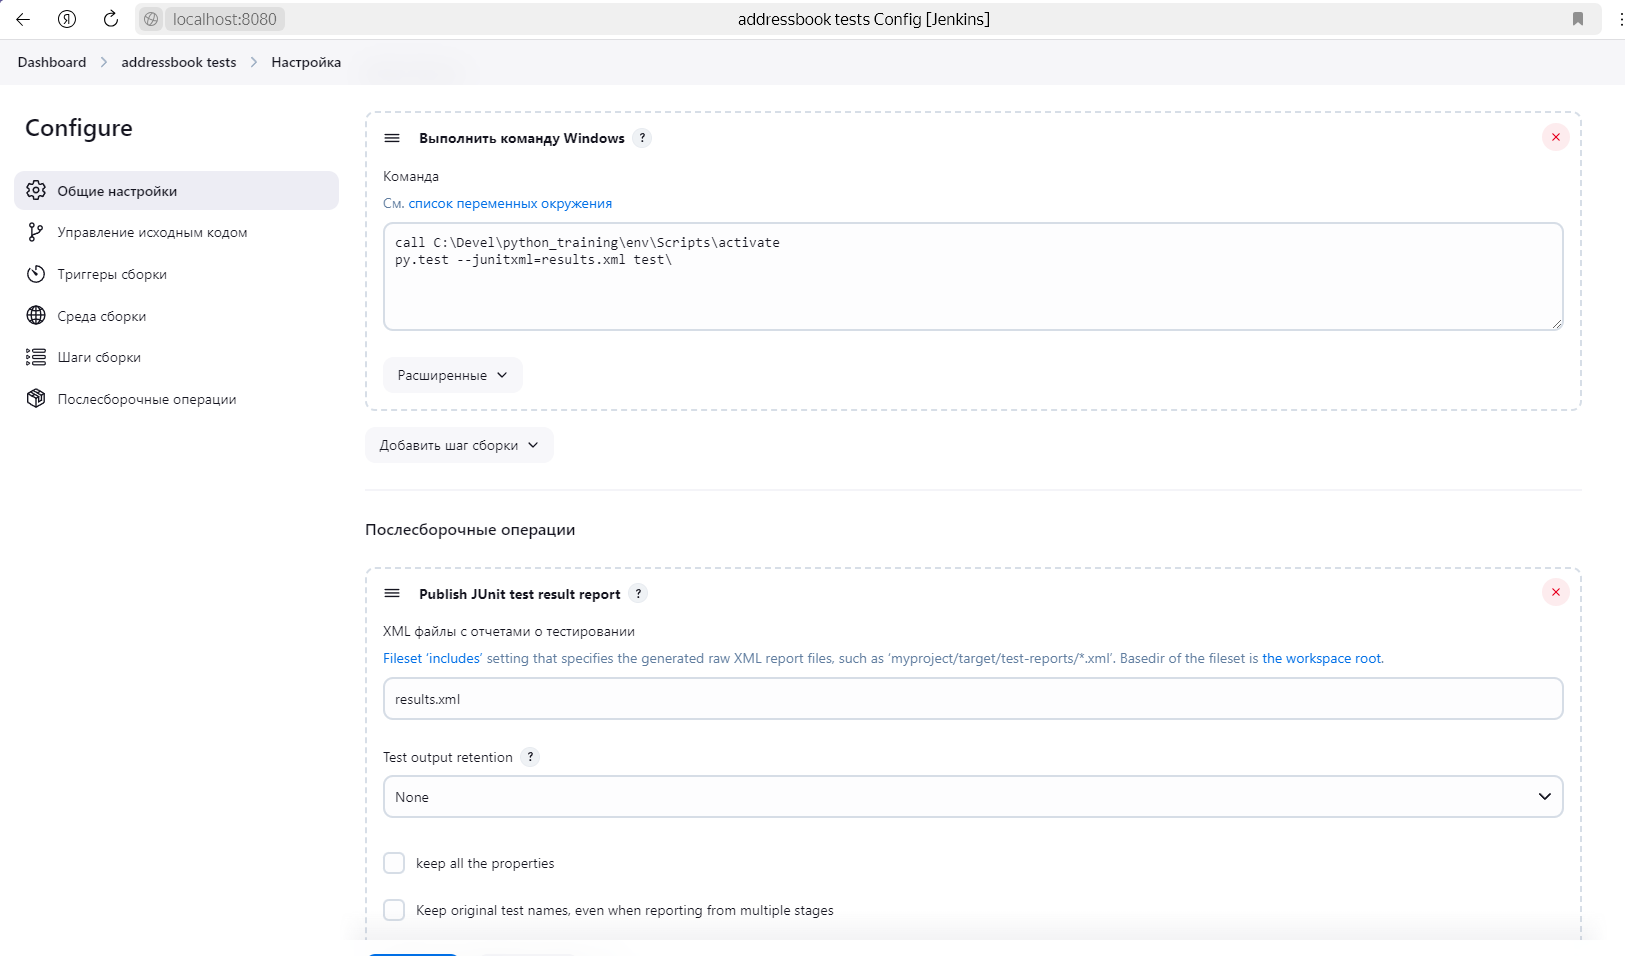 Я
localhost:8080
addressbook tests Config [Jenkins]
Dashboard
addressbook tests
Настройка
Configure
Общие настройки
Управление исходным кодом
Триггеры сборки
Среда сборки
Шаги сборки
Послесборочные операции
Выполнить команду Windows ?
Команда
См. список переменных окружения
call C:\Devel\python_training\env\Scripts\activate
py.test --junitxml=results.xml test\
Расширенные
Добавить шаг сборки
Послесборочные операции
Publish JUnit test result report ?
XML файлы с отчетами о тестировании
Fileset ‘includes’ setting that specifies the generated raw XML report files, such as ‘myproject/target/test-reports/*.xml’. Basedir of the fileset is the workspace root.
results.xml
Test output retention ?
None
keep all the properties
Keep original test names, even when reporting from multiple stages